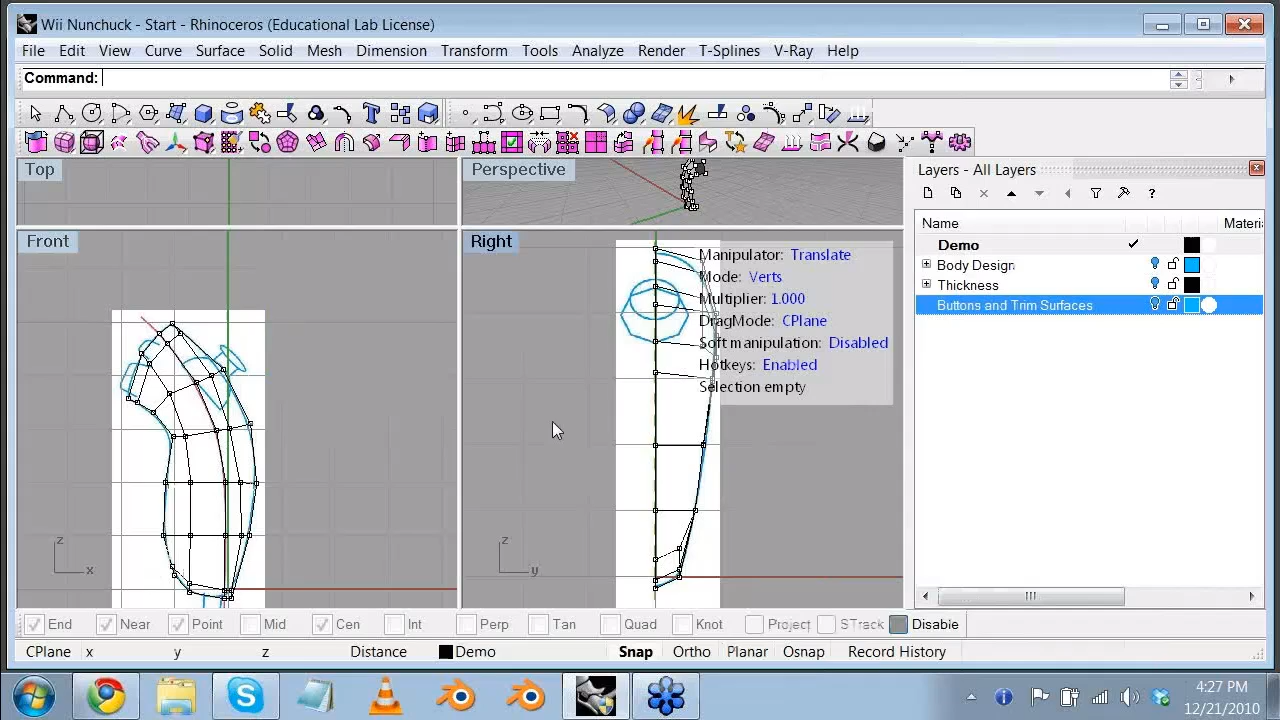 Wii Nunchuck - Start - Rhinoceros (Educational Lab License)
File Edit View Curve Surface Solid Mesh Dimension Transform Tools Analyze Render T-Splines V-Ray Help
Command:
Top
Perspective
Layers - All Layers
Name Materi
Demo
Body Design
Thickness
Buttons and Trim Surfaces
Front
z
x
Right
Manipulator: Translate
Mode: Verts
Multiplier: 1.000
DragMode: CPlane
Soft manipulation: Disabled
Hotkeys: Enabled
Selection empty
z
y
End Near Point Mid Cen Int Perp Tan Quad Knot Project STrack Disable
CPlane x y z Distance Demo Snap Ortho Planar Osnap Record History
4:27 PM
12/21/2010